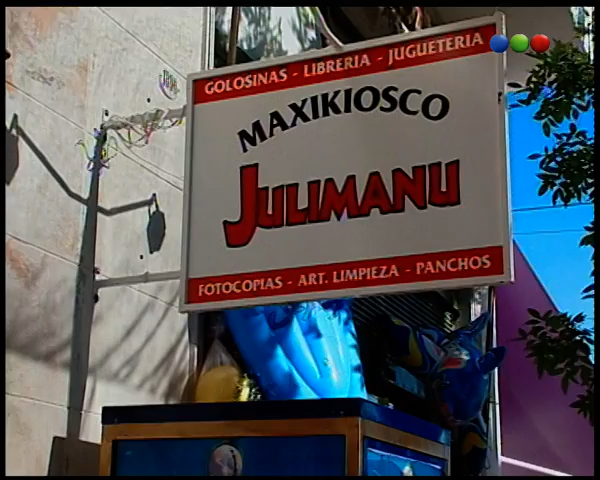 GOLOSINAS - LIBRERIA - JUGUETERIA
MAXIKIOSCO
JULIMANU
FOTOCOPIAS - ART. LIMPIEZA - PANCHOS